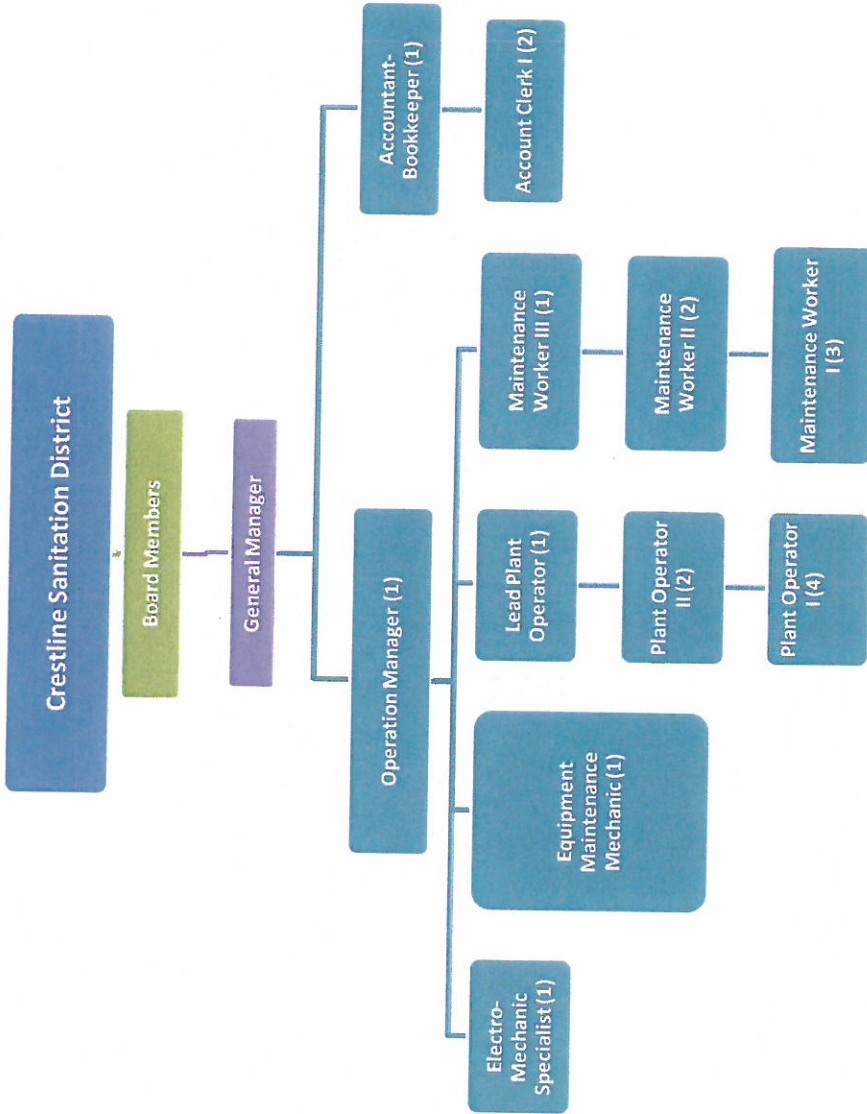 Crestline Sanitation District
Board Members
General Manager
Operation Manager (1)
Accountant-
Bookkeeper (1)
Electro-
Mechanic
Specialist (1)
Equipment
Maintenance
Mechanic (1)
Lead Plant
Operator (1)
Maintenance
Worker III (1)
Account Clerk I (2)
Plant Operator
II (2)
Maintenance
Worker II (2)
Plant Operator
I (4)
Maintenance Worker
I (3)